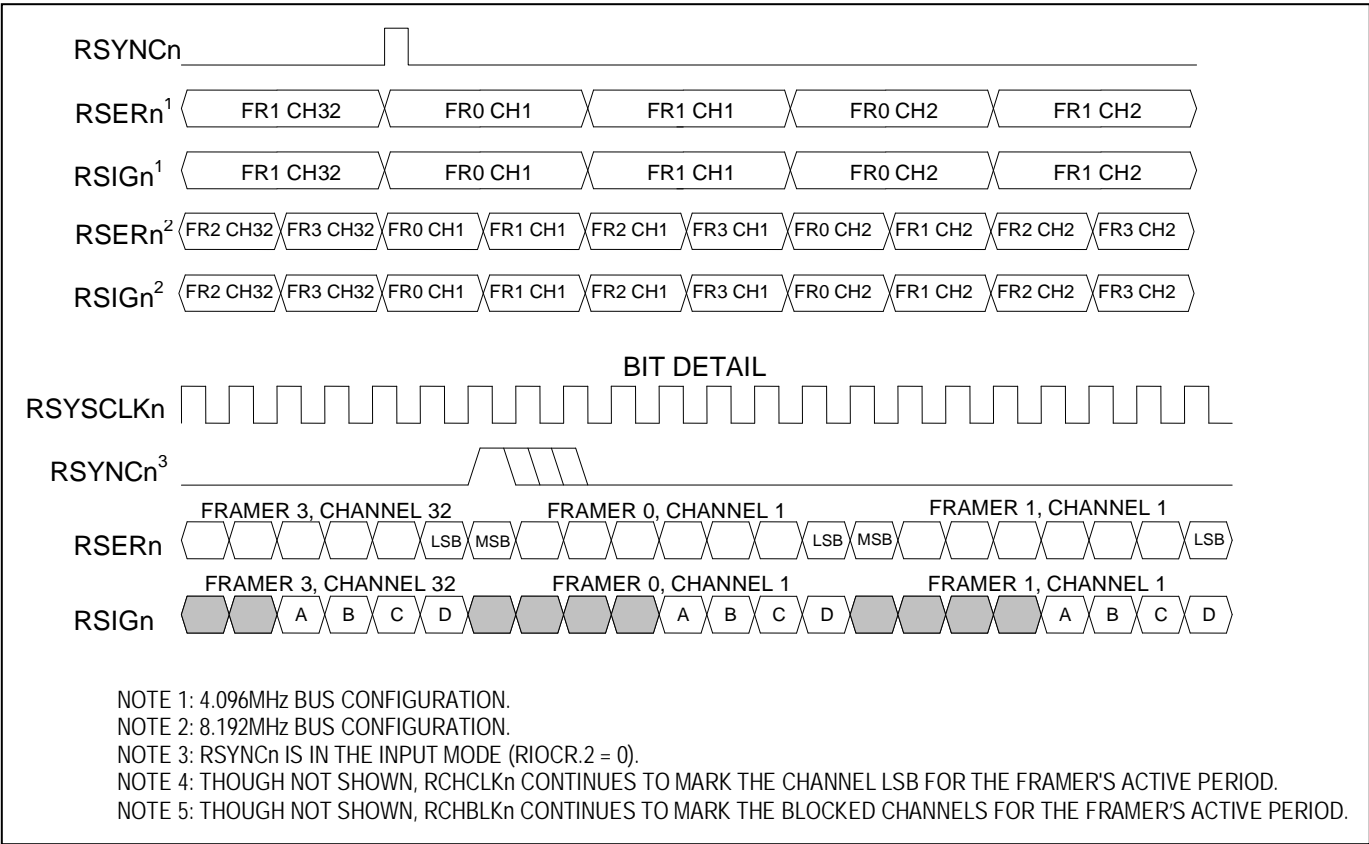 RSYNCn
RSERn1 FR1 CH32 FR0 CH1 FR1 CH1 FR0 CH2 FR1 CH2
RSIGn1 FR1 CH32 FR0 CH1 FR1 CH1 FR0 CH2 FR1 CH2
RSERn2 FR2 CH32 FR3 CH32 FR0 CH1 FR1 CH1 FR2 CH1 FR3 CH1 FR0 CH2 FR1 CH2 FR2 CH2 FR3 CH2
RSIGn2 FR2 CH32 FR3 CH32 FR0 CH1 FR1 CH1 FR2 CH1 FR3 CH1 FR0 CH2 FR1 CH2 FR2 CH2 FR3 CH2
BIT DETAIL
RSYSCLKn
RSYNCn3
FRAMER 3, CHANNEL 32 FRAMER 0, CHANNEL 1 FRAMER 1, CHANNEL 1
RSERn LSB MSB LSB MSB LSB
FRAMER 3, CHANNEL 32 FRAMER 0, CHANNEL 1 FRAMER 1, CHANNEL 1
RSIGn A B C D A B C D A B C D
NOTE 1: 4.096MHz BUS CONFIGURATION.
NOTE 2: 8.192MHz BUS CONFIGURATION.
NOTE 3: RSYNCn IS IN THE INPUT MODE (RIOCR.2 = 0).
NOTE 4: THOUGH NOT SHOWN, RCHCLKn CONTINUES TO MARK THE CHANNEL LSB FOR THE FRAMER'S ACTIVE PERIOD.
NOTE 5: THOUGH NOT SHOWN, RCHBLKn CONTINUES TO MARK THE BLOCKED CHANNELS FOR THE FRAMER'S ACTIVE PERIOD.